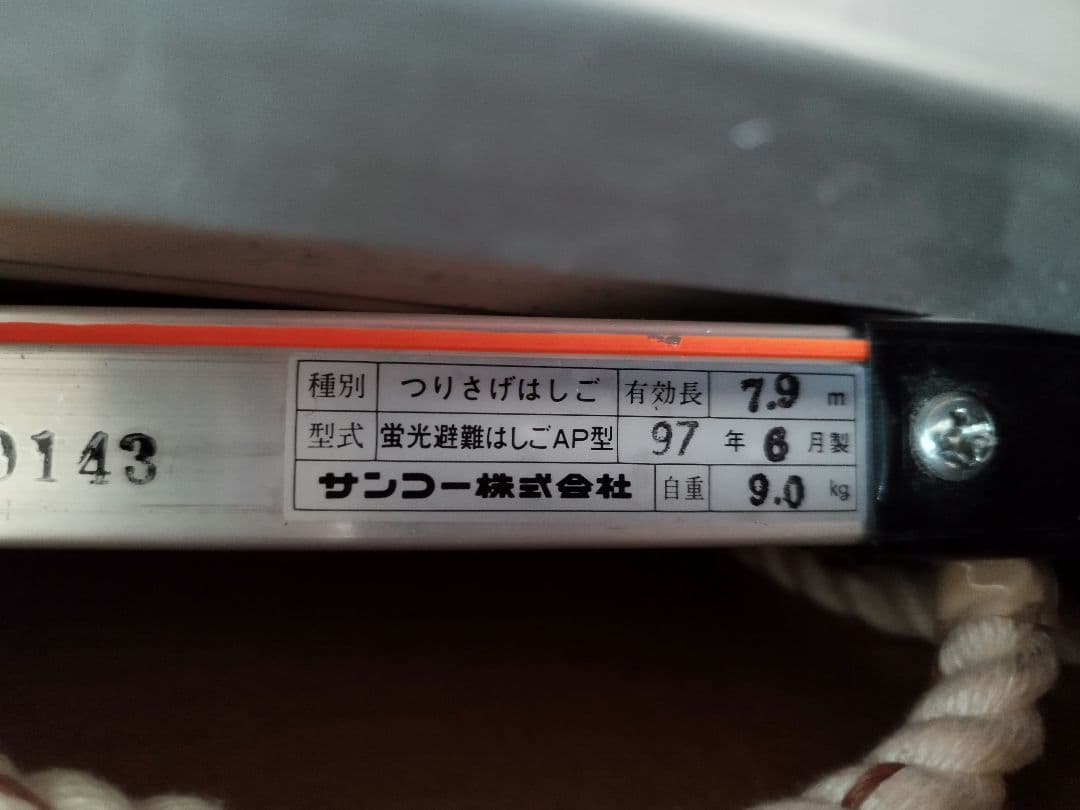 種別 つりさげはしご 有効長 7.9 m
型式 蛍光避難はしごAP型 97 年 6 月製
サンコー株式会社 自重 9.0 kg
0143